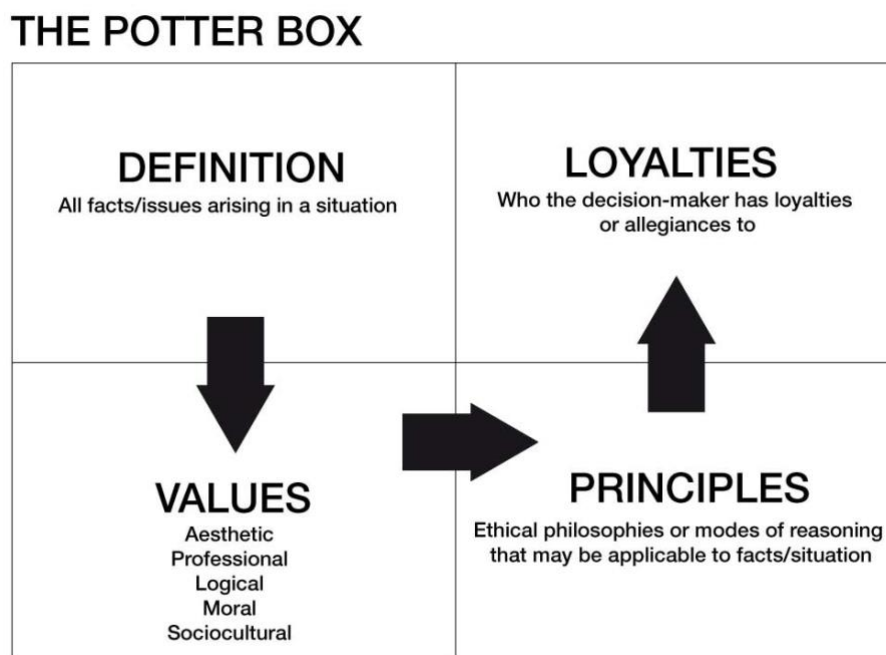 THE POTTER BOX
DEFINITION
All facts/issues arising in a situation
LOYALTIES
Who the decision-maker has loyalties
or allegiances to
VALUES
Aesthetic
Professional
Logical
Moral
Sociocultural
PRINCIPLES
Ethical philosophies or modes of reasoning
that may be applicable to facts/situation